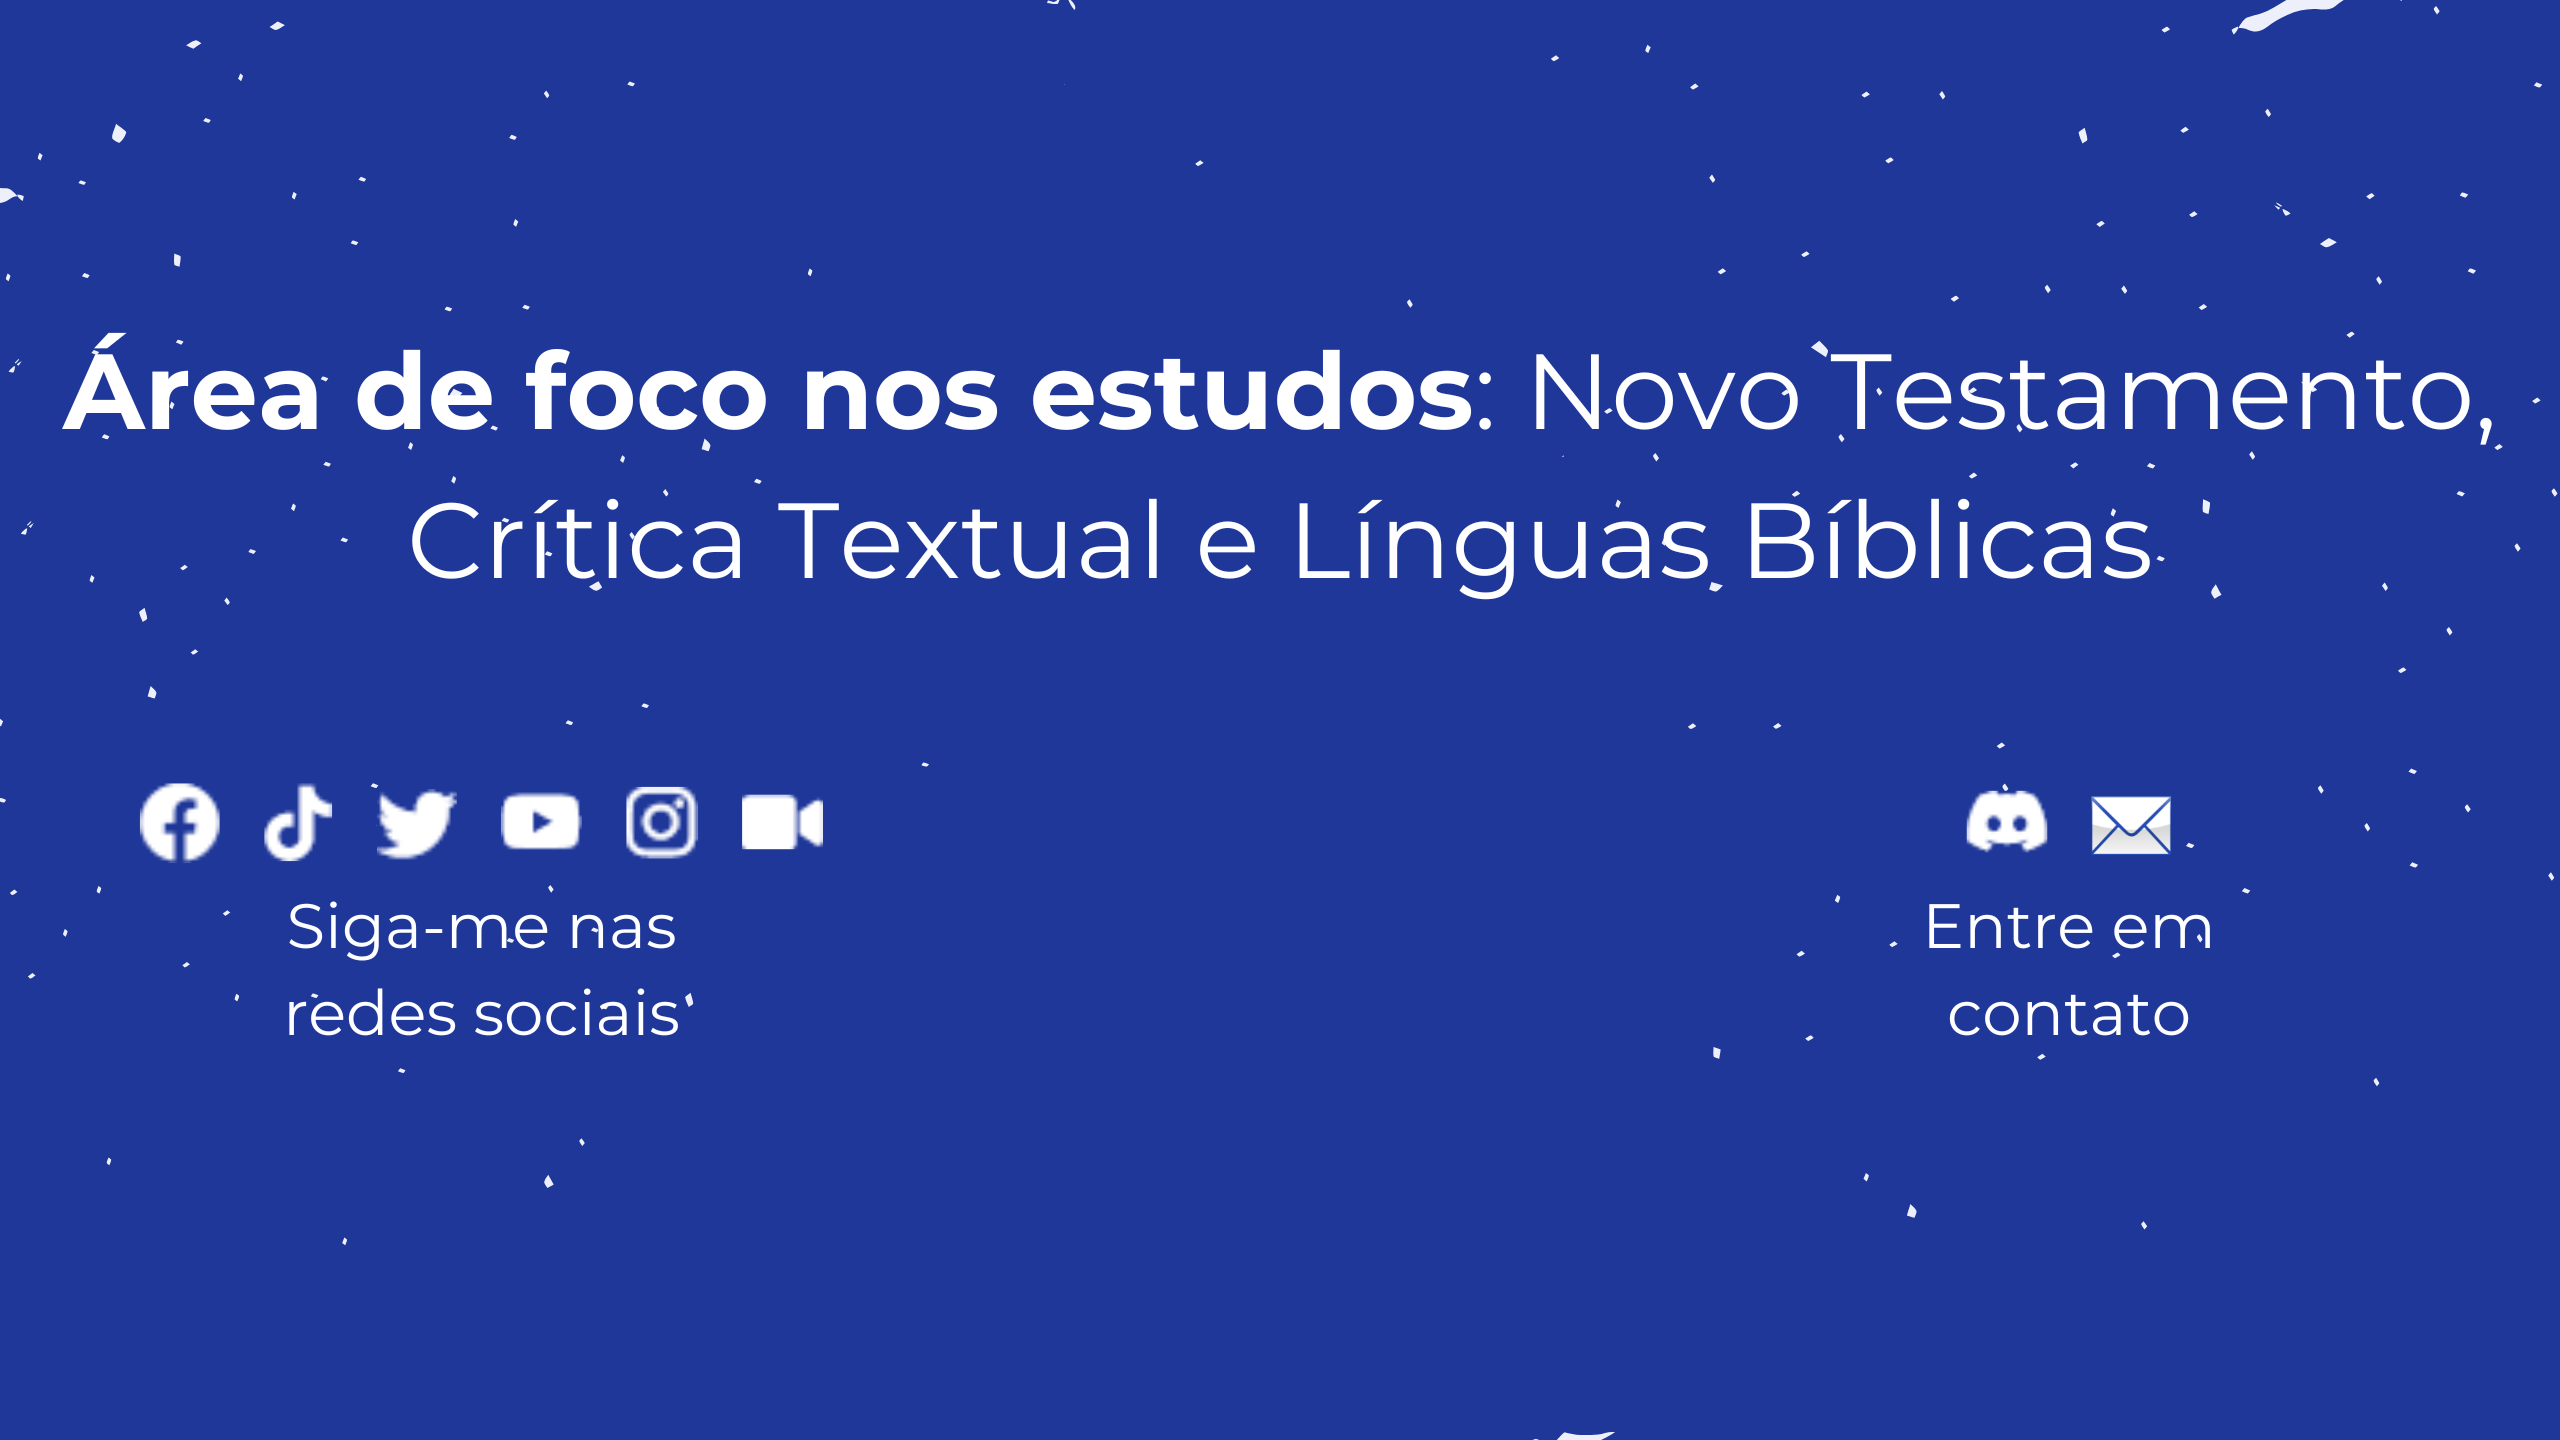 Área de foco nos estudos: Novo Testamento,
Crítica Textual e Línguas Bíblicas
Siga-me nas
redes sociais
Entre em
contato